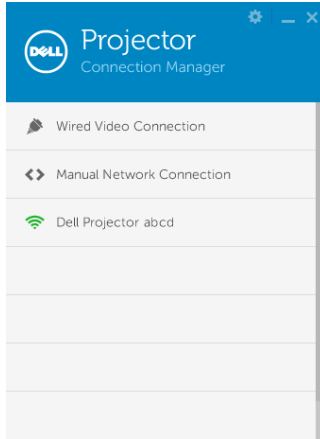 DELL
Projector
Connection Manager
Wired Video Connection
Manual Network Connection
Dell Projector abcd